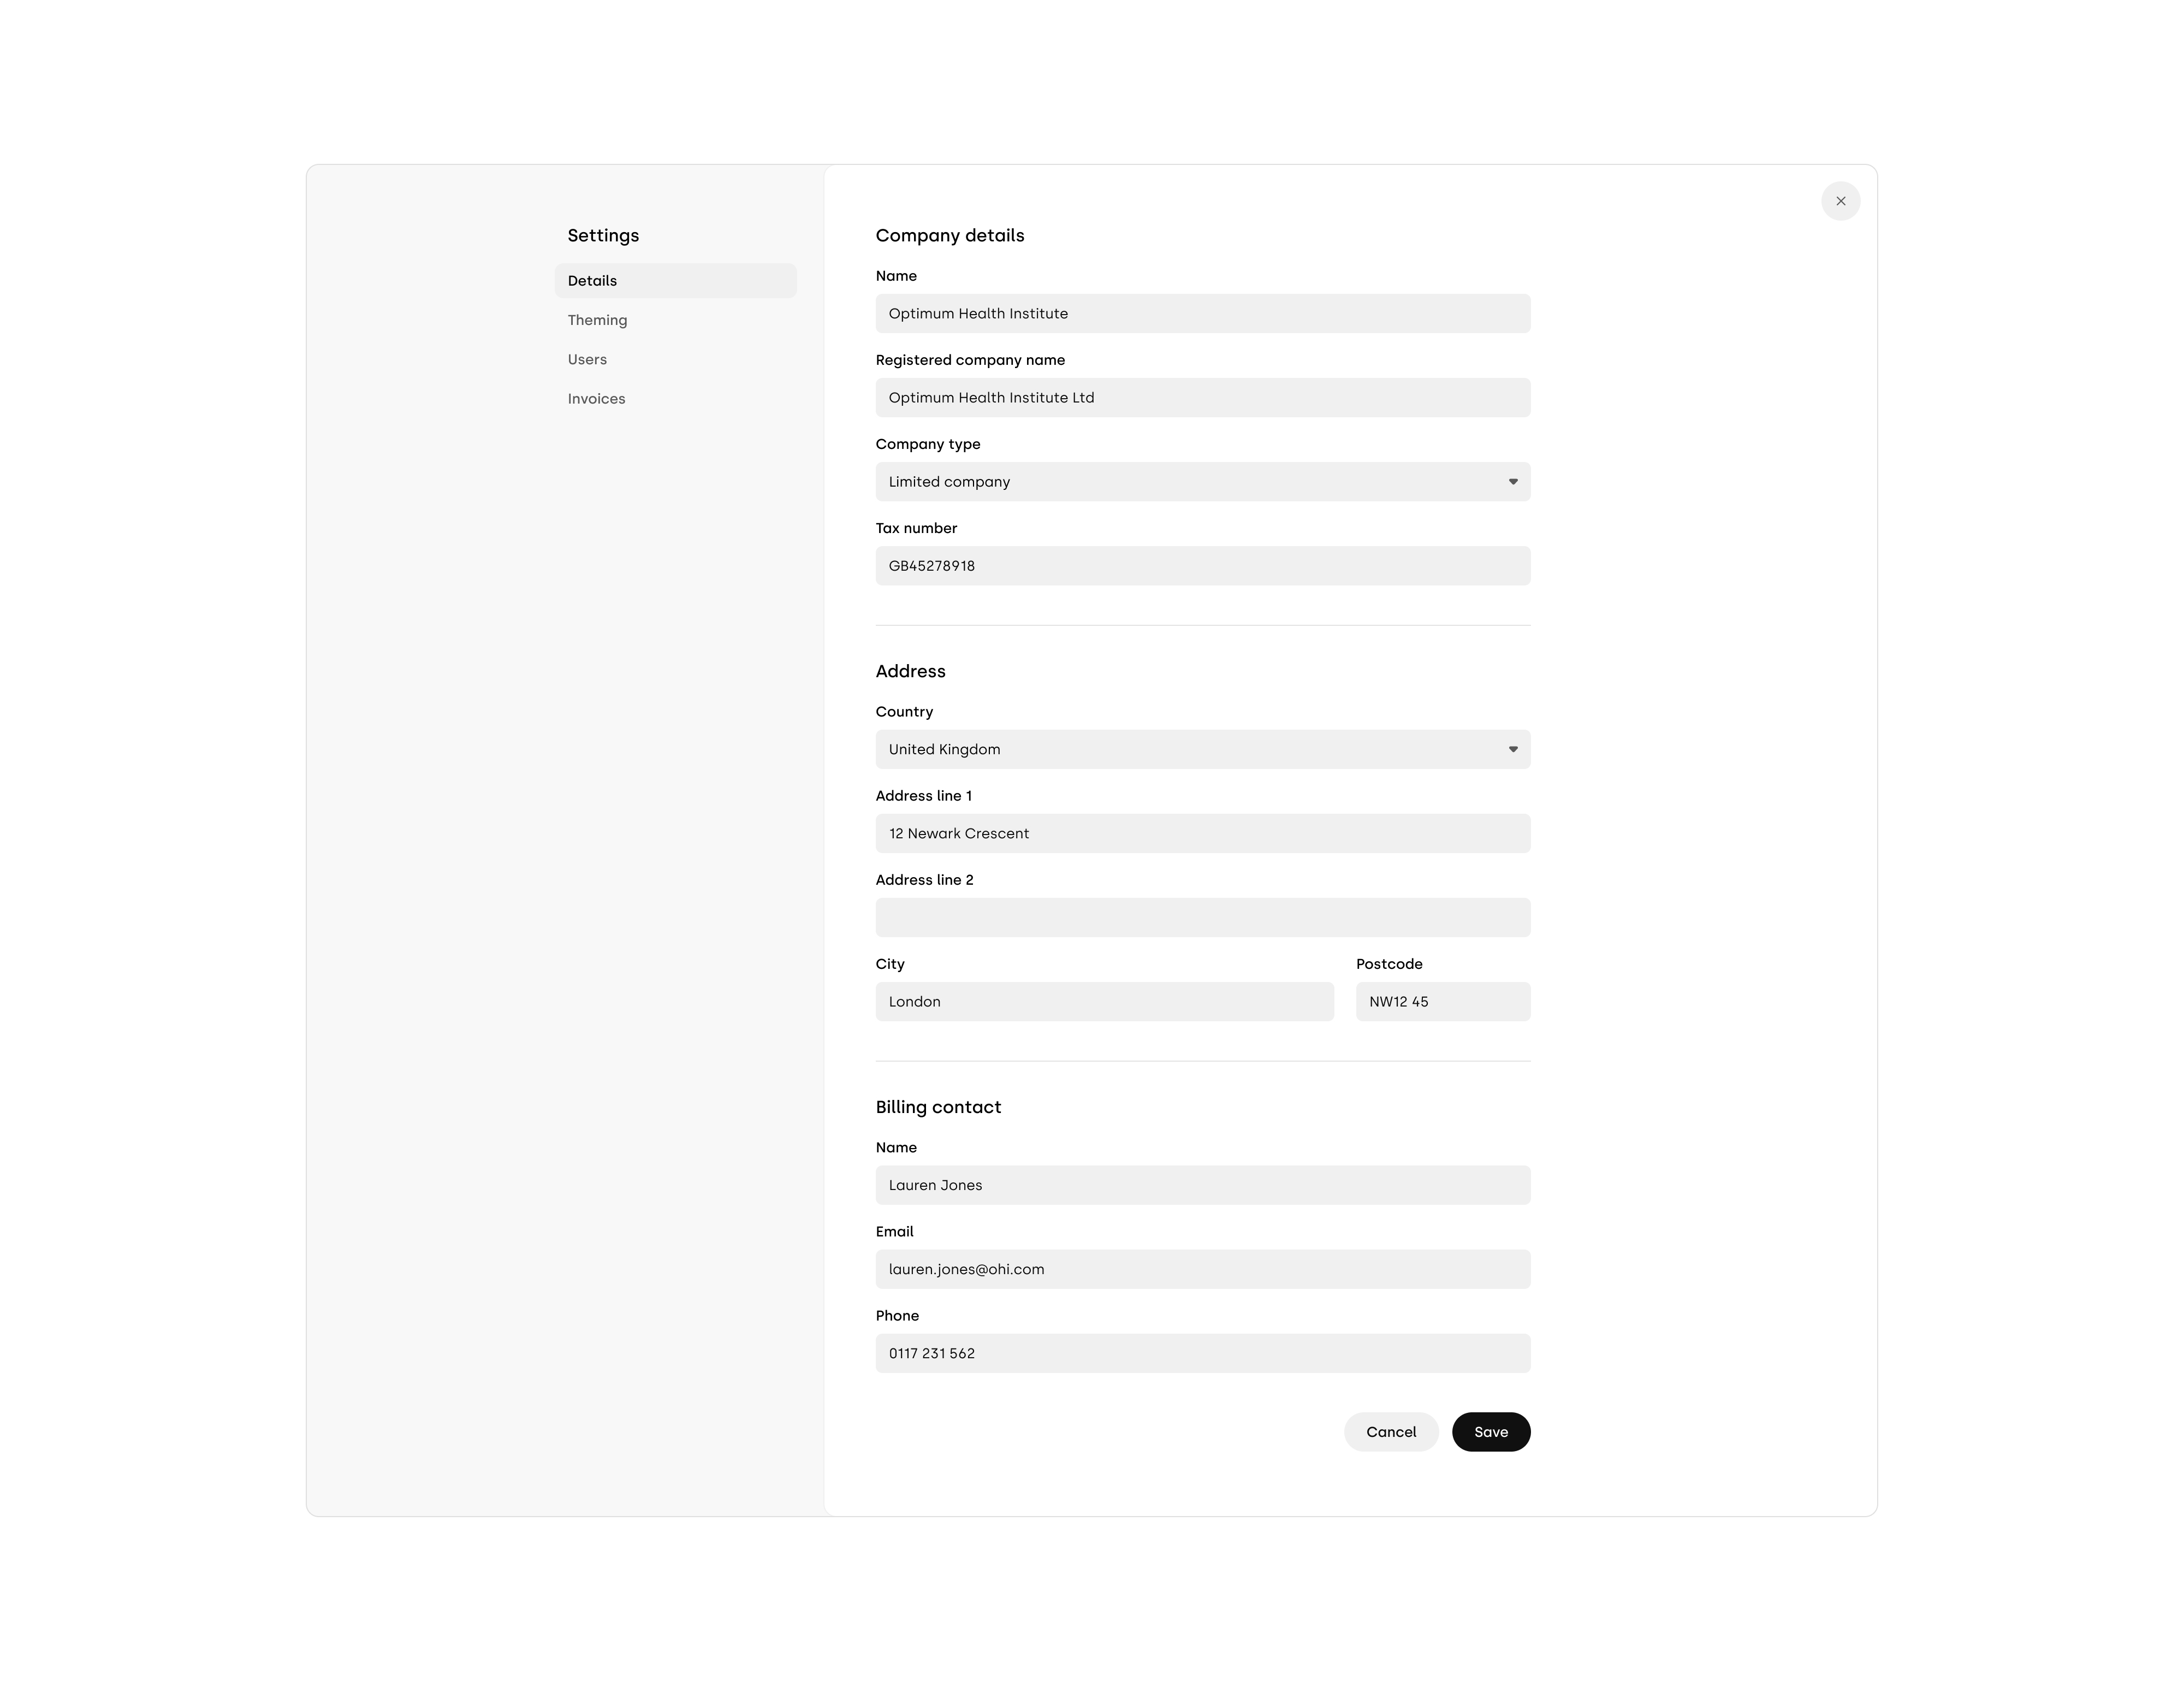 Settings
Details
Theming
Users
Invoices
Company details
Name
Optimum Health Institute
Registered company name
Optimum Health Institute Ltd
Company type
Limited company
Tax number
GB45278918
Address
Country
United Kingdom
Address line 1
12 Newark Crescent
Address line 2
City
London
Postcode
NW12 45
Billing contact
Name
Lauren Jones
Email
lauren.jones@ohi.com
Phone
0117 231 562
Cancel
Save